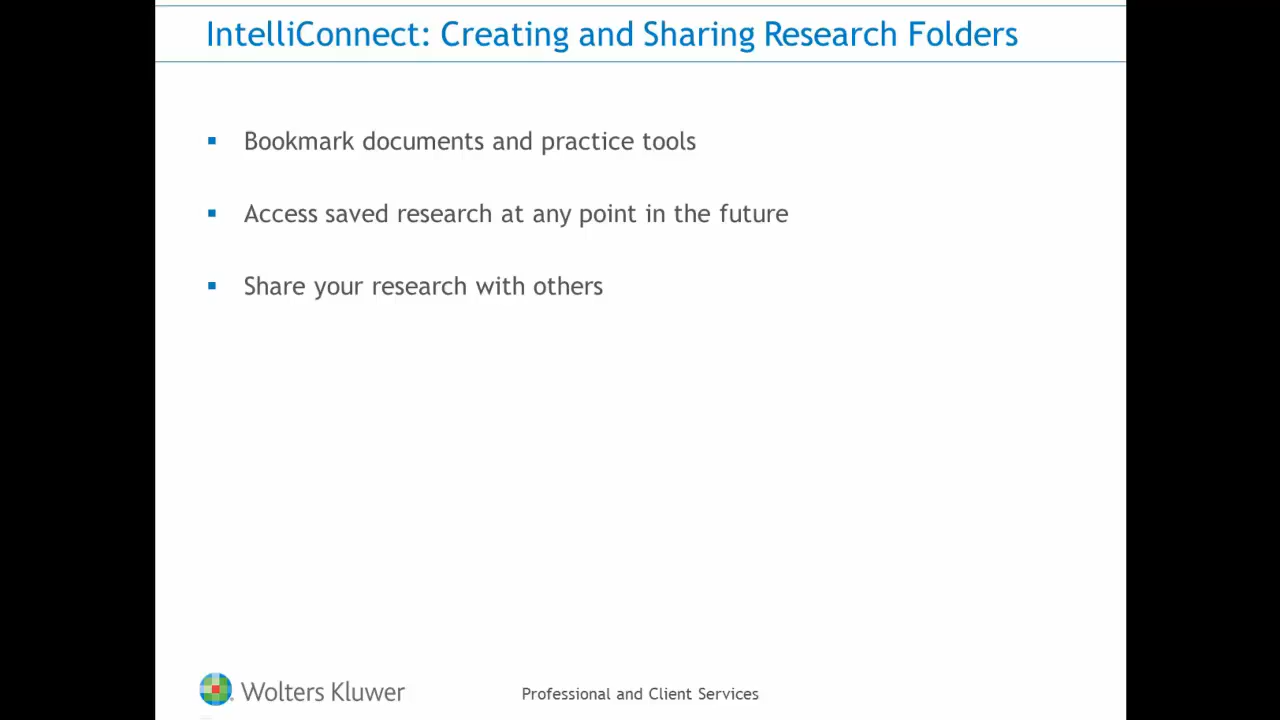 IntelliConnect: Creating and Sharing Research Folders
▪ Bookmark documents and practice tools
▪ Access saved research at any point in the future
▪ Share your research with others
Wolters Kluwer
Professional and Client Services